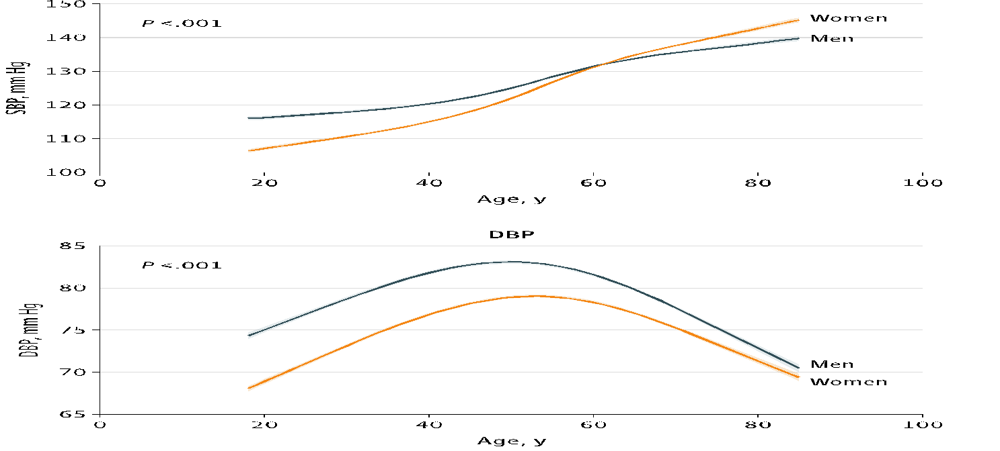 150
P <.001
Women
140
Men
SBP, mm Hg
130
120
110
100
0 20 40 60 80 100
Age, y
DBP
85
P <.001
80
DBP, mm Hg
75
70
Men
Women
65
0 20 40 60 80 100
Age, y